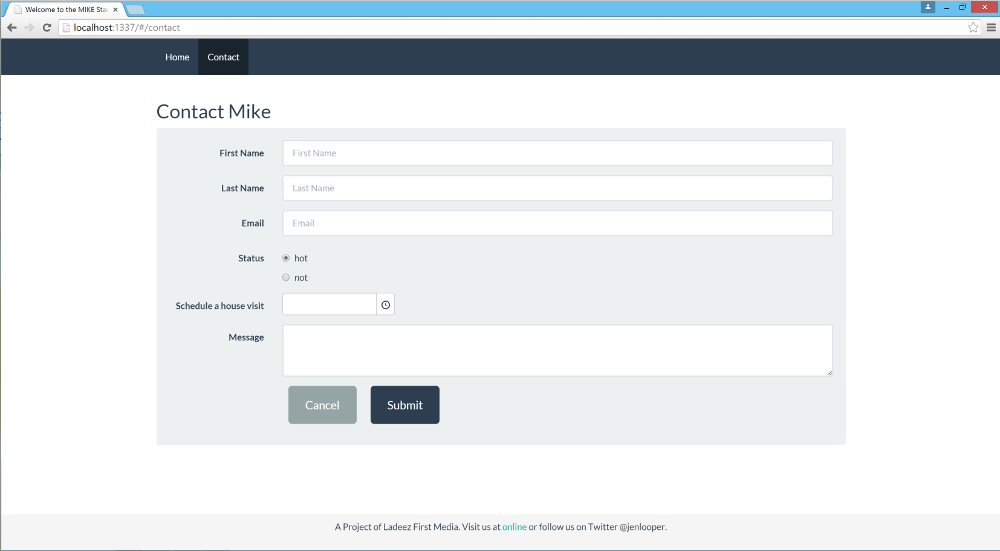 Welcome to the MIKE Sta
localhost:1337/#/contact
Home Contact
Contact Mike
First Name First Name
Last Name Last Name
Email Email
Status hot
not
Schedule a house visit
Message
Cancel Submit
A Project of Ladeez First Media. Visit us at online or follow us on Twitter @jenlooper.